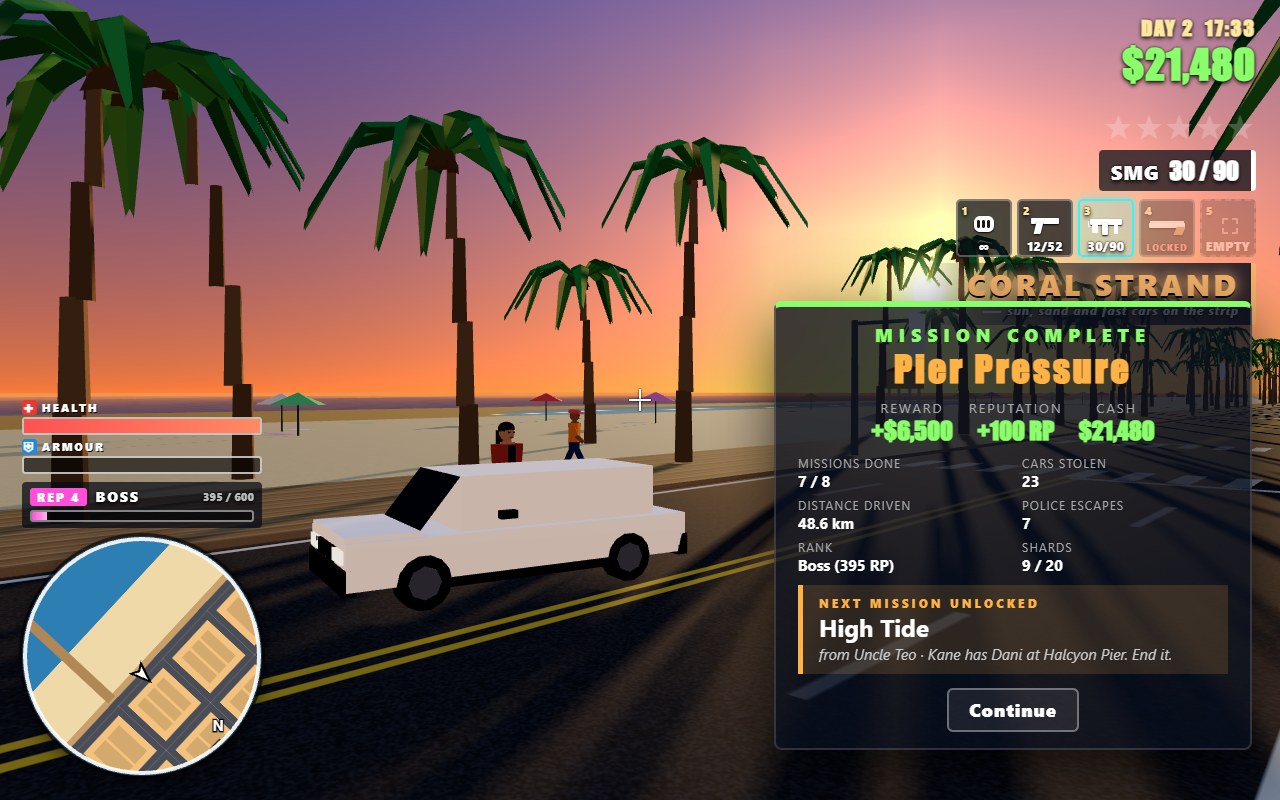 DAY 2 17:33
$21,480
SMG 30 / 90
1 2 3 4 5
∞ 12/52 30/90 LOCKED EMPTY
CORAL STRAND
— sun, sand and fast cars on the strip
MISSION COMPLETE
Pier Pressure
REWARD REPUTATION CASH
+$6,500 +100 RP $21,480
MISSIONS DONE CARS STOLEN
7 / 8 23
DISTANCE DRIVEN POLICE ESCAPES
48.6 km 7
RANK SHARDS
Boss (395 RP) 9 / 20
NEXT MISSION UNLOCKED
High Tide
from Uncle Teo · Kane has Dani at Halcyon Pier. End it.
Continue
HEALTH
ARMOUR
REP 4 BOSS 395 / 600
N